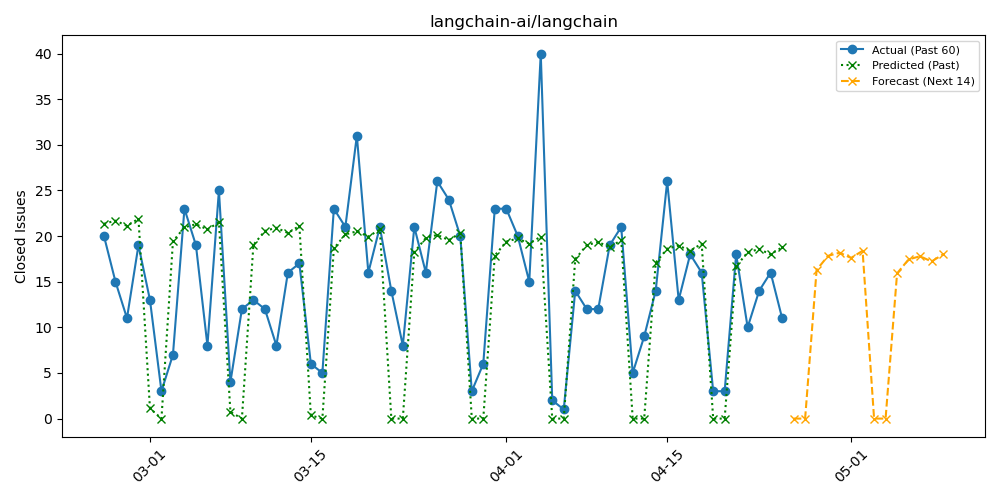 langchain-ai/langchain
Closed Issues
40
35
30
25
20
15
10
5
0
Actual (Past 60)
Predicted (Past)
Forecast (Next 14)
03-01
03-15
04-01
04-15
05-01